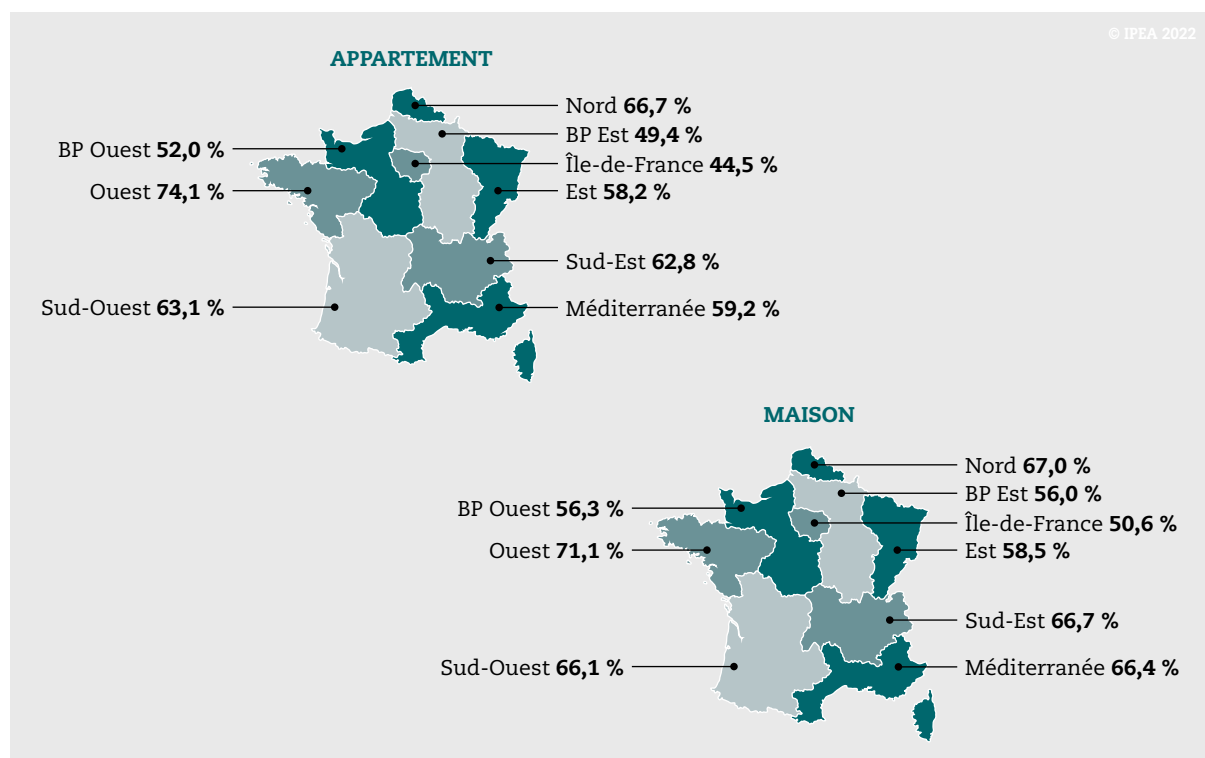 © IPEA 2022
APPARTEMENT
Nord 66,7 %
BP Est 49,4 %
BP Ouest 52,0 %
Île-de-France 44,5 %
Ouest 74,1 %
Est 58,2 %
Sud-Est 62,8 %
Sud-Ouest 63,1 %
Méditerranée 59,2 %
MAISON
Nord 67,0 %
BP Est 56,0 %
BP Ouest 56,3 %
Île-de-France 50,6 %
Ouest 71,1 %
Est 58,5 %
Sud-Est 66,7 %
Sud-Ouest 66,1 %
Méditerranée 66,4 %